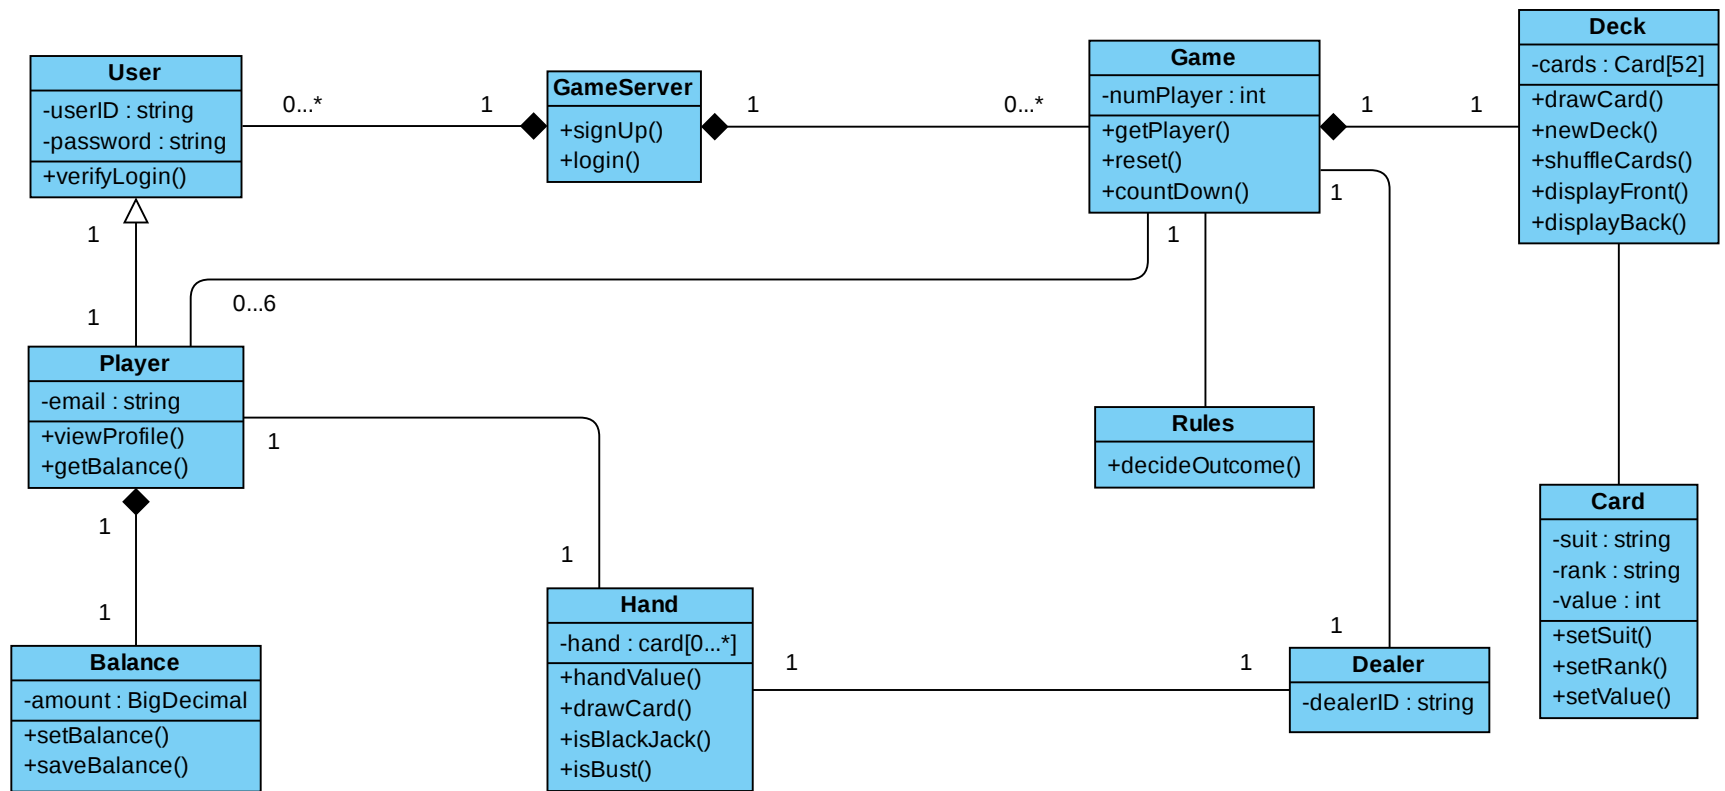 User
-userID : string
-password : string
+verifyLogin()
0...*
1
GameServer
+signUp()
+login()
1
0...*
Game
-numPlayer : int
+getPlayer()
+reset()
+countDown()
1
1
Deck
-cards : Card[52]
+drawCard()
+newDeck()
+shuffleCards()
+displayFront()
+displayBack()
1
1
1
0...6
1
Player
-email : string
+viewProfile()
+getBalance()
1
1
Rules
+decideOutcome()
Card
-suit : string
-rank : string
-value : int
+setSuit()
+setRank()
+setValue()
1
1
Balance
-amount : BigDecimal
+setBalance()
+saveBalance()
Hand
-hand : card[0...*]
+handValue()
+drawCard()
+isBlackJack()
+isBust()
1
1
1
Dealer
-dealerID : string